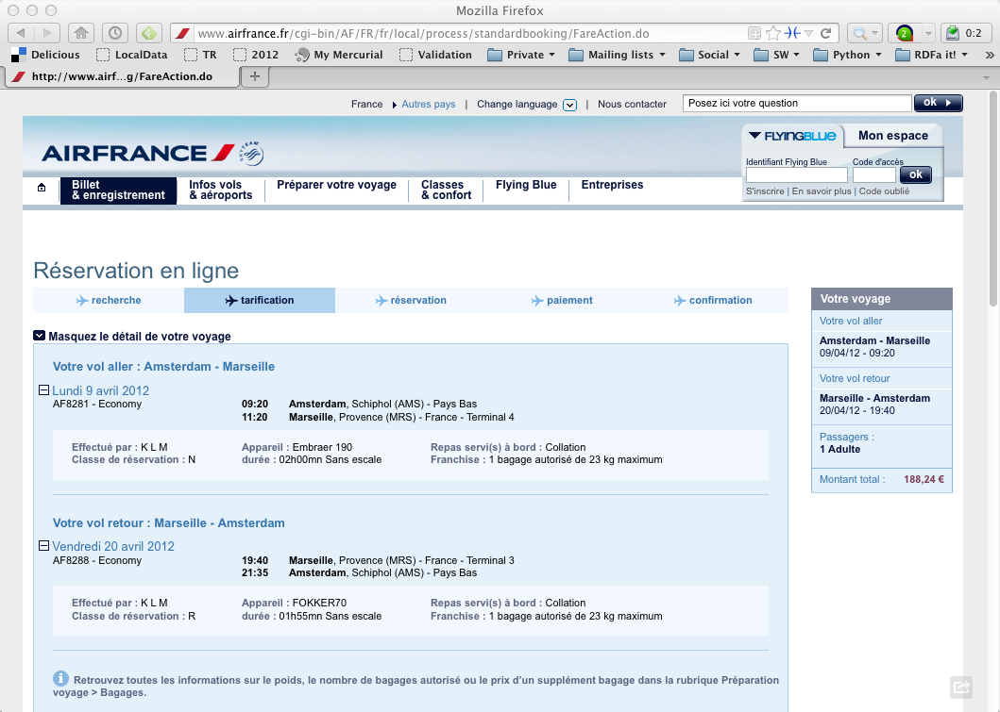 Mozilla Firefox
www.airfrance.fr/cgi-bin/AF/FR/fr/local/process/standardbooking/FareAction.do
2
0:2
Delicious LocalData TR 2012 My Mercurial Validation Private Mailing lists Social SW Python RDFa it! »
http://www.airf...g/FareAction.do +
France Autres pays | Change language | Nous contacter Posez ici votre question ok
AIRFRANCE SKYTEAM
FLYINGBLUE Mon espace
Identifiant Flying Blue Code d'accès
ok
S'inscrire | En savoir plus | Code oublié
Billet
& enregistrement
Infos vols
& aéroports
Préparer votre voyage
Classes
& confort
Flying Blue
Entreprises
Réservation en ligne
recherche tarification réservation paiement confirmation
Masquez le détail de votre voyage
Votre vol aller : Amsterdam - Marseille
Lundi 9 avril 2012
AF8281 - Economy 09:20 Amsterdam, Schiphol (AMS) - Pays Bas
11:20 Marseille, Provence (MRS) - France - Terminal 4
Effectué par : K L M Appareil : Embraer 190 Repas servi(s) à bord : Collation
Classe de réservation : N durée : 02h00mn Sans escale Franchise : 1 bagage autorisé de 23 kg maximum
Votre vol retour : Marseille - Amsterdam
Vendredi 20 avril 2012
AF8288 - Economy 19:40 Marseille, Provence (MRS) - France - Terminal 3
21:35 Amsterdam, Schiphol (AMS) - Pays Bas
Effectué par : K L M Appareil : FOKKER70 Repas servi(s) à bord : Collation
Classe de réservation : R durée : 01h55mn Sans escale Franchise : 1 bagage autorisé de 23 kg maximum
Retrouvez toutes les informations sur le poids, le nombre de bagages autorisé ou le prix d'un supplément bagage dans la rubrique Préparation
voyage > Bagages.
Votre voyage
Votre vol aller
Amsterdam - Marseille
09/04/12 - 09:20
Votre vol retour
Marseille - Amsterdam
20/04/12 - 19:40
Passagers :
1 Adulte
Montant total : 188,24 €